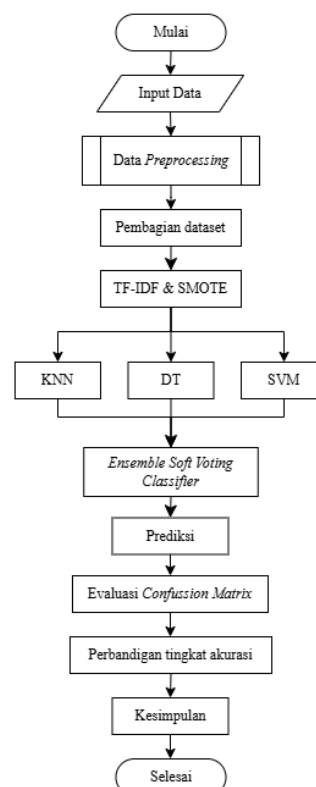 Mulai
Input Data
Data Preprocessing
Pembagian dataset
TF-IDF & SMOTE
KNN
DT
SVM
Ensemble Soft Voting
Classifier
Prediksi
Evaluasi Confussion Matrix
Perbandigan tingkat akurasi
Kesimpulan
Selesai